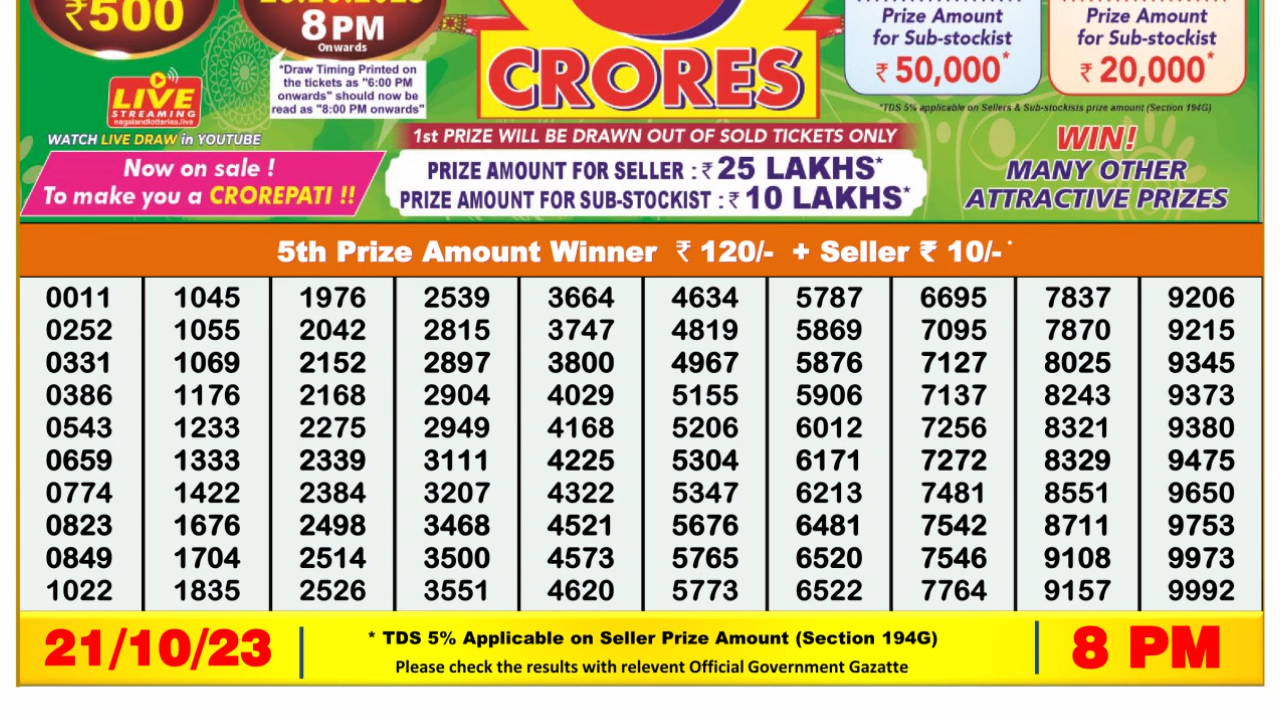 ₹500
8 PM
Onwards
*Draw Timing Printed on
the tickets as "6:00 PM
onwards" should now be
read as "8:00 PM onwards"
LIVE
STREAMING
nagalandlotteries.live
WATCH LIVE DRAW in YOUTUBE
Now on sale !
To make you a CROREPATI !!
CRORES
1st PRIZE WILL BE DRAWN OUT OF SOLD TICKETS ONLY
PRIZE AMOUNT FOR SELLER : ₹ 25 LAKHS*
PRIZE AMOUNT FOR SUB-STOCKIST : ₹ 10 LAKHS*
Prize Amount
for Sub-stockist
₹ 50,000*
Prize Amount
for Sub-stockist
₹ 20,000*
*TDS 5% applicable on Sellers & Sub-stockists prize amount (Section 194G)
WIN!
MANY OTHER
ATTRACTIVE PRIZES
5th Prize Amount Winner ₹ 120/- + Seller ₹ 10/- *
0011 1045 1976 2539 3664 4634 5787 6695 7837 9206
0252 1055 2042 2815 3747 4819 5869 7095 7870 9215
0331 1069 2152 2897 3800 4967 5876 7127 8025 9345
0386 1176 2168 2904 4029 5155 5906 7137 8243 9373
0543 1233 2275 2949 4168 5206 6012 7256 8321 9380
0659 1333 2339 3111 4225 5304 6171 7272 8329 9475
0774 1422 2384 3207 4322 5347 6213 7481 8551 9650
0823 1676 2498 3468 4521 5676 6481 7542 8711 9753
0849 1704 2514 3500 4573 5765 6520 7546 9108 9973
1022 1835 2526 3551 4620 5773 6522 7764 9157 9992
21/10/23
* TDS 5% Applicable on Seller Prize Amount (Section 194G)
Please check the results with relevent Official Government Gazatte
8 PM